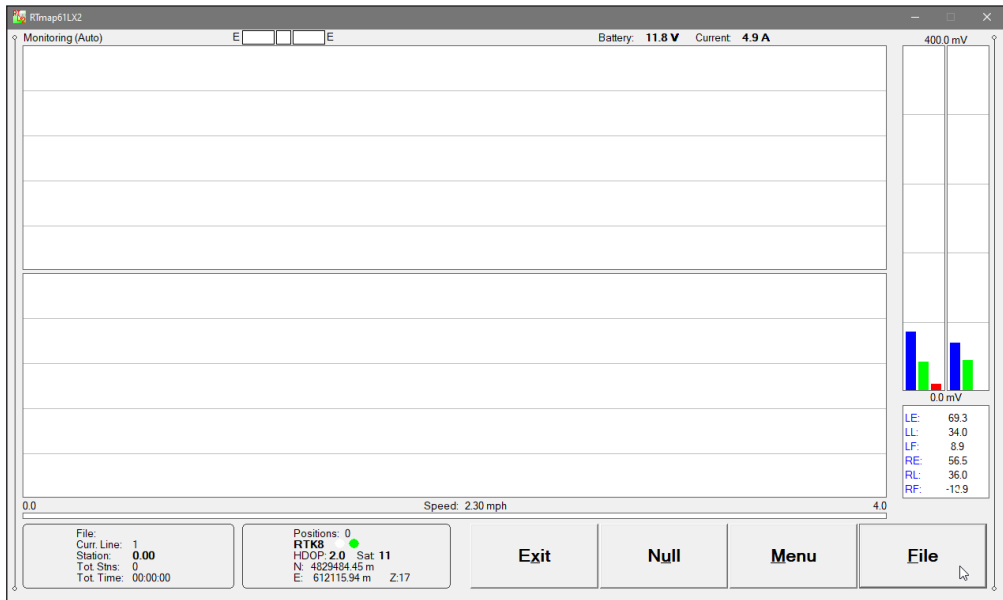 RTmap61LX2
Monitoring (Auto) E E Battery: 11.8 V Current: 4.9 A 400.0 mV
0.0 mV
LE: 69.3
LL: 34.0
LF: 8.9
RE: 56.5
RL: 36.0
RF: -12.9
0.0 Speed: 2.30 mph 4.0
File:
Curr. Line: 1
Station: 0.00
Tot. Stns: 0
Tot. Time: 00:00:00
Positions: 0
RTK8
HDOP: 2.0 Sat: 11
N: 4829484.45 m
E: 612115.94 m Z:17
Exit
Null
Menu
File